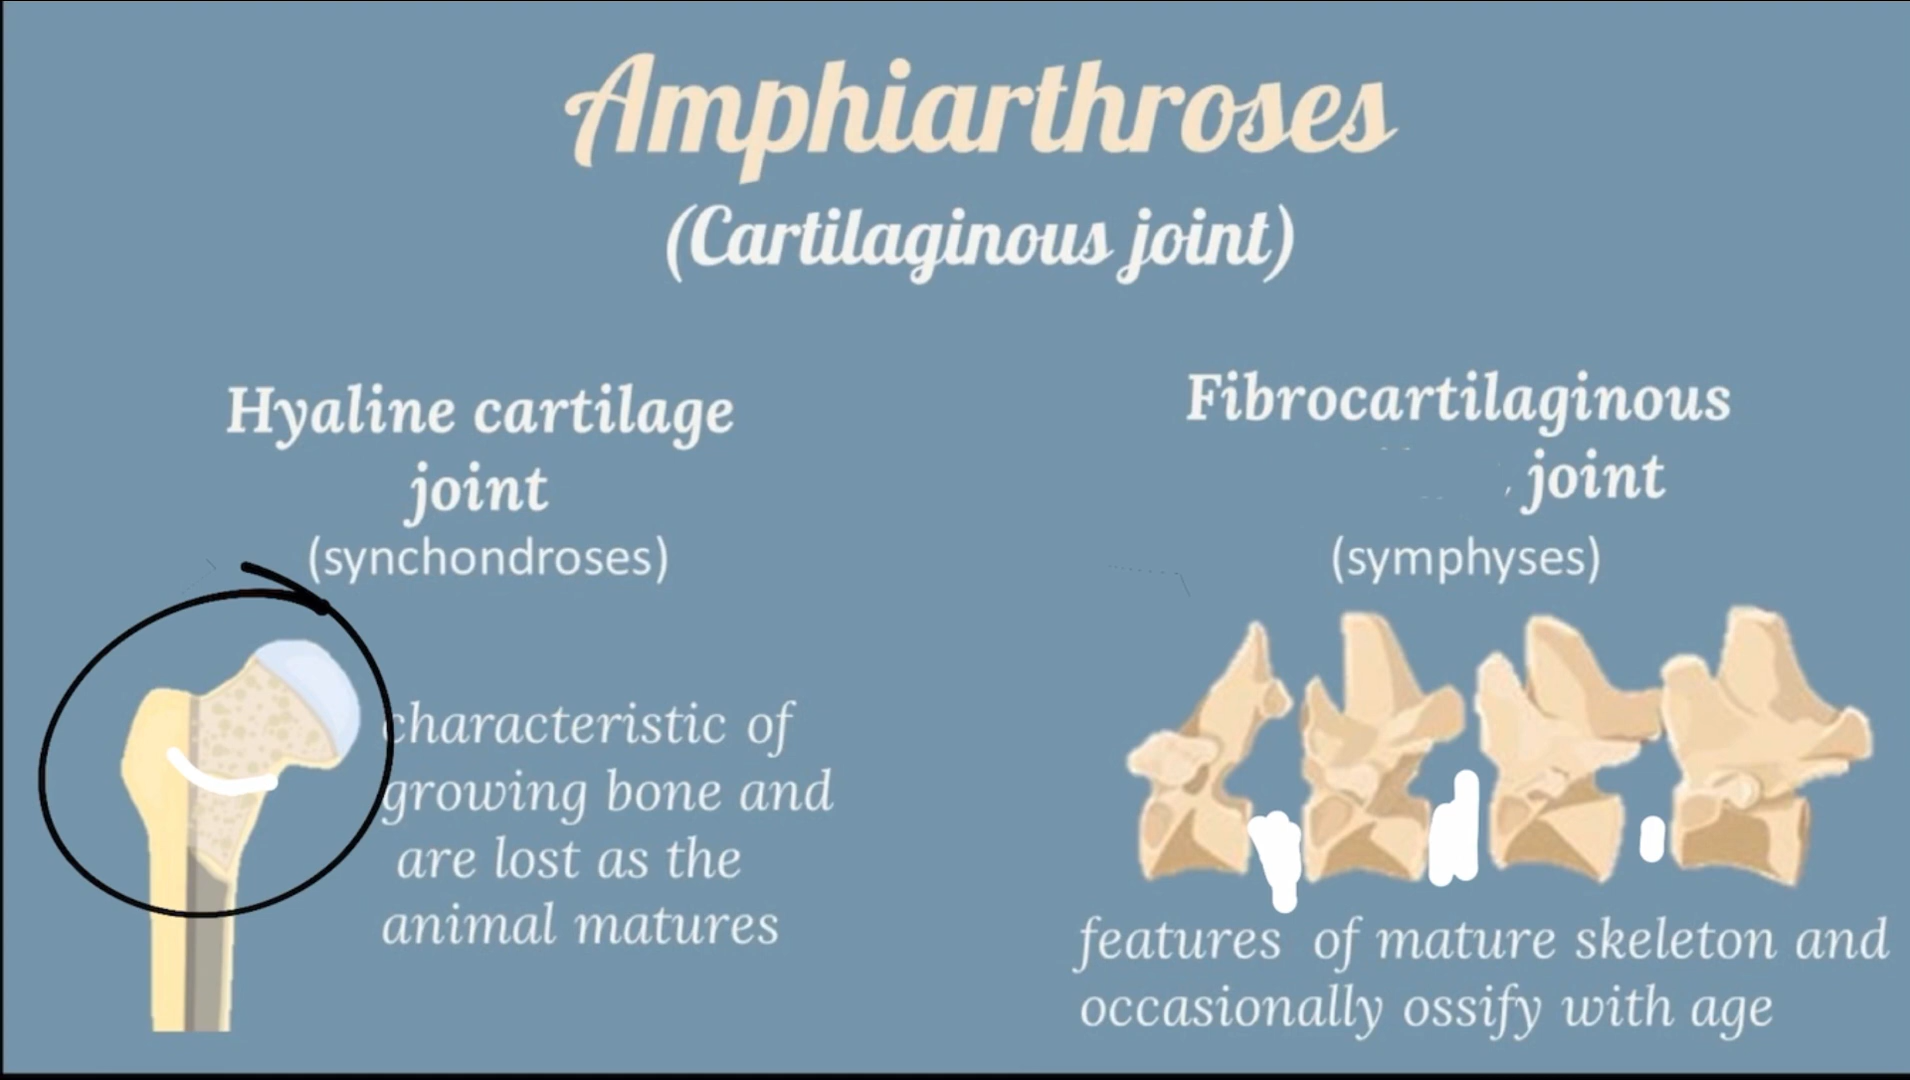 Amphiarthroses
(Cartilaginous joint)
Hyaline cartilage
joint
(synchondroses)
characteristic of
growing bone and
are lost as the
animal matures
Fibrocartilaginous
joint
(symphyses)
features of mature skeleton and
occasionally ossify with age